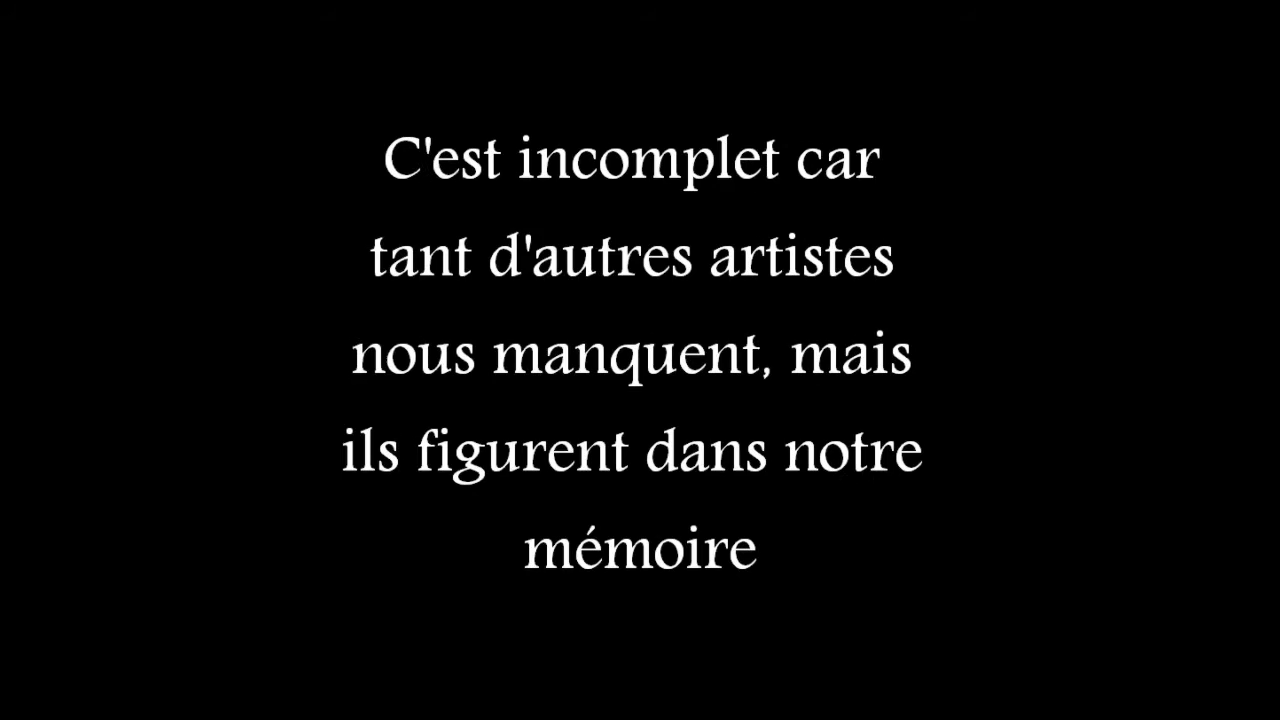 C'est incomplet car
tant d'autres artistes
nous manquent, mais
ils figurent dans notre
mémoire